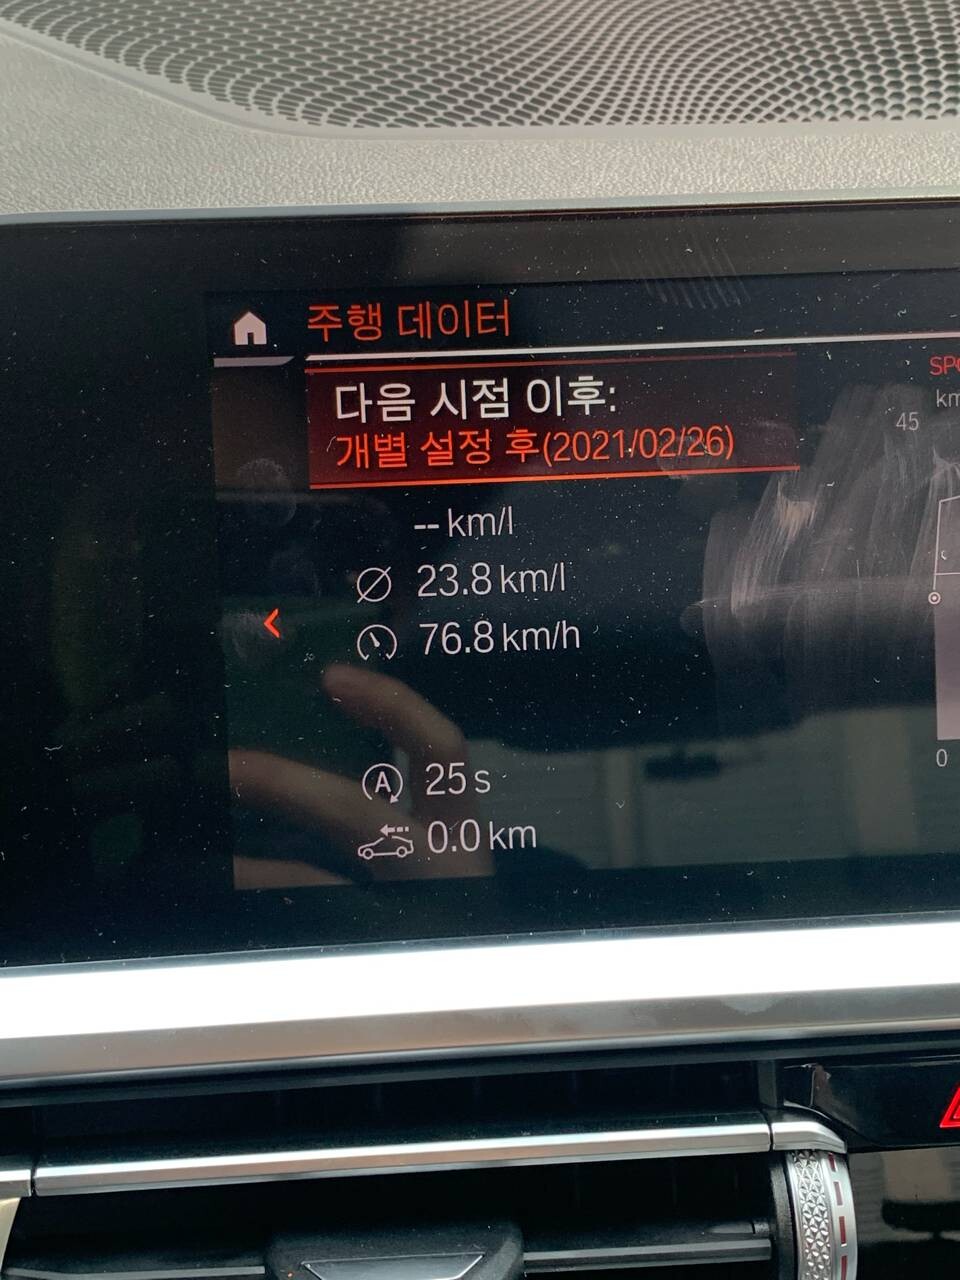 주행 데이터
다음 시점 이후:
개별 설정 후(2021/02/26)
-- km/l
23.8 km/l
76.8 km/h
A 25 s
0.0 km
45
0